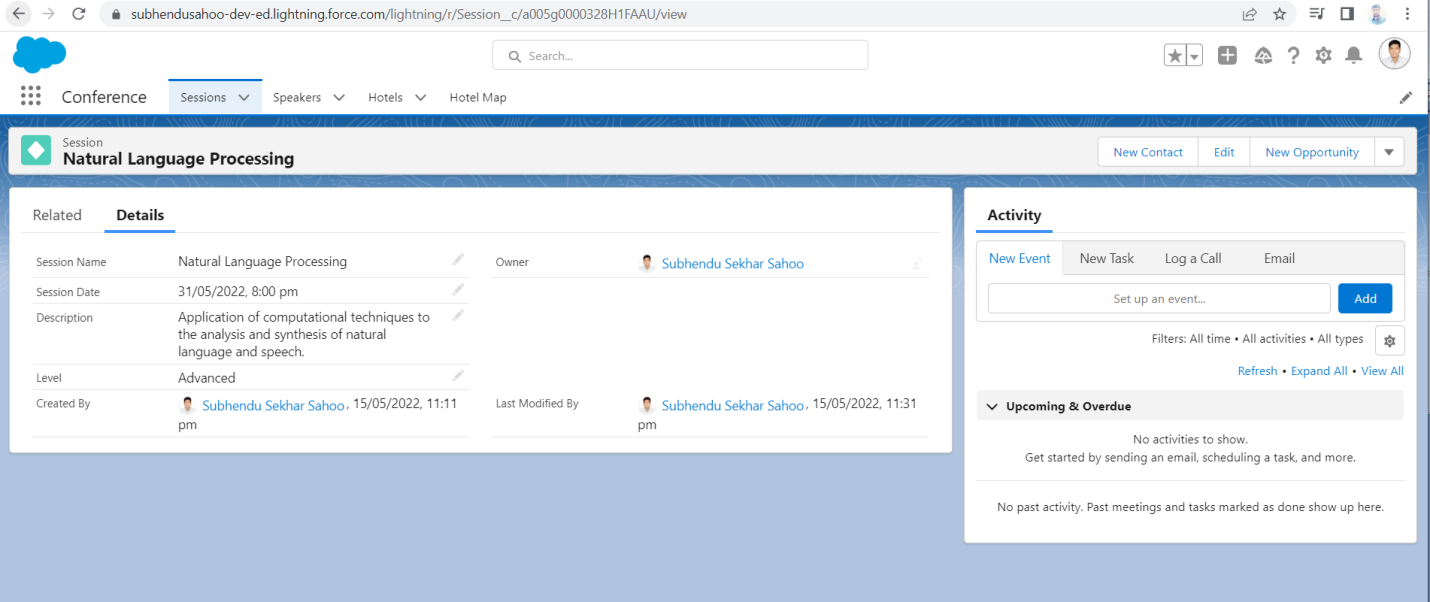 subhendusahoo-dev-ed.lightning.force.com/lightning/r/Session__c/a005g0000328H1FAAU/view
Search...
Conference Sessions Speakers Hotels Hotel Map
Session
Natural Language Processing
New Contact Edit New Opportunity
Related Details
Session Name Natural Language Processing
Owner Subhendu Sekhar Sahoo
Session Date 31/05/2022, 8:00 pm
Description Application of computational techniques to
the analysis and synthesis of natural
language and speech.
Level Advanced
Created By Subhendu Sekhar Sahoo, 15/05/2022, 11:11
pm
Last Modified By Subhendu Sekhar Sahoo, 15/05/2022, 11:31
pm
Activity
New Event New Task Log a Call Email
Set up an event... Add
Filters: All time • All activities • All types
Refresh • Expand All • View All
Upcoming & Overdue
No activities to show.
Get started by sending an email, scheduling a task, and more.
No past activity. Past meetings and tasks marked as done show up here.